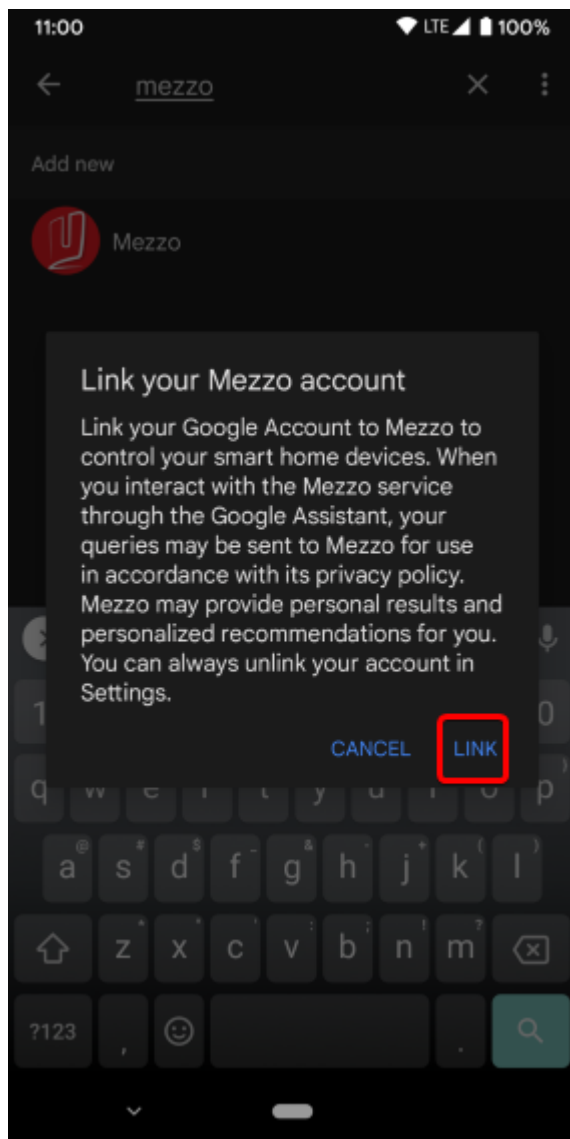 11:00 LTE 100%
mezzo
Add new
Mezzo
Link your Mezzo account
Link your Google Account to Mezzo to
control your smart home devices. When
you interact with the Mezzo service
through the Google Assistant, your
queries may be sent to Mezzo for use
in accordance with its privacy policy.
Mezzo may provide personal results and
personalized recommendations for you.
You can always unlink your account in
Settings.
CANCEL LINK
1 0
q w e r t y u i o p )
a @ s # d $ f _ g & h - j + k ( l )
z * x " c ' v : b ; n ! m ?
?123 , .